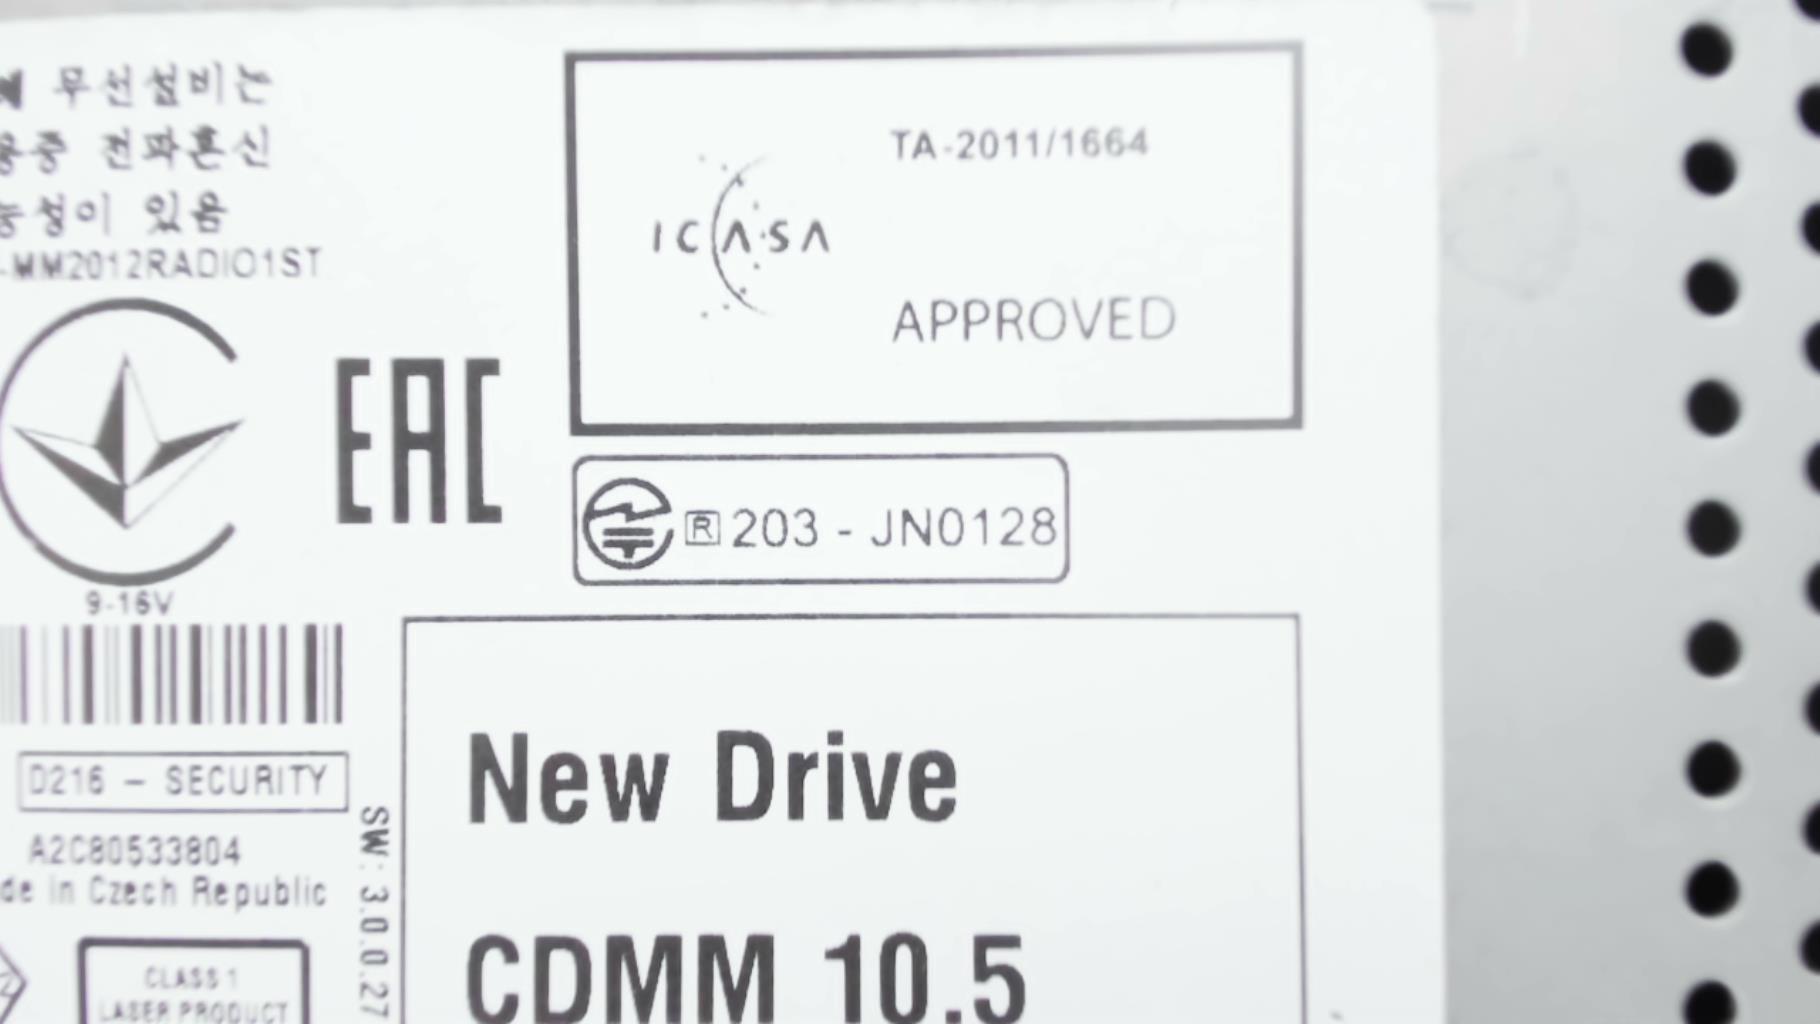 무선설비는
전파혼신
있음
-MM2012RADIO1ST
ICASA
TA-2011/1664
APPROVED
EAC
R 203 - JN0128
9-16V
D216 - SECURITY
A2C80533804
de in Czech Republic
SW: 3.0.0.27
CLASS 1
LASER PRODUCT
New Drive
CDMM 10.5